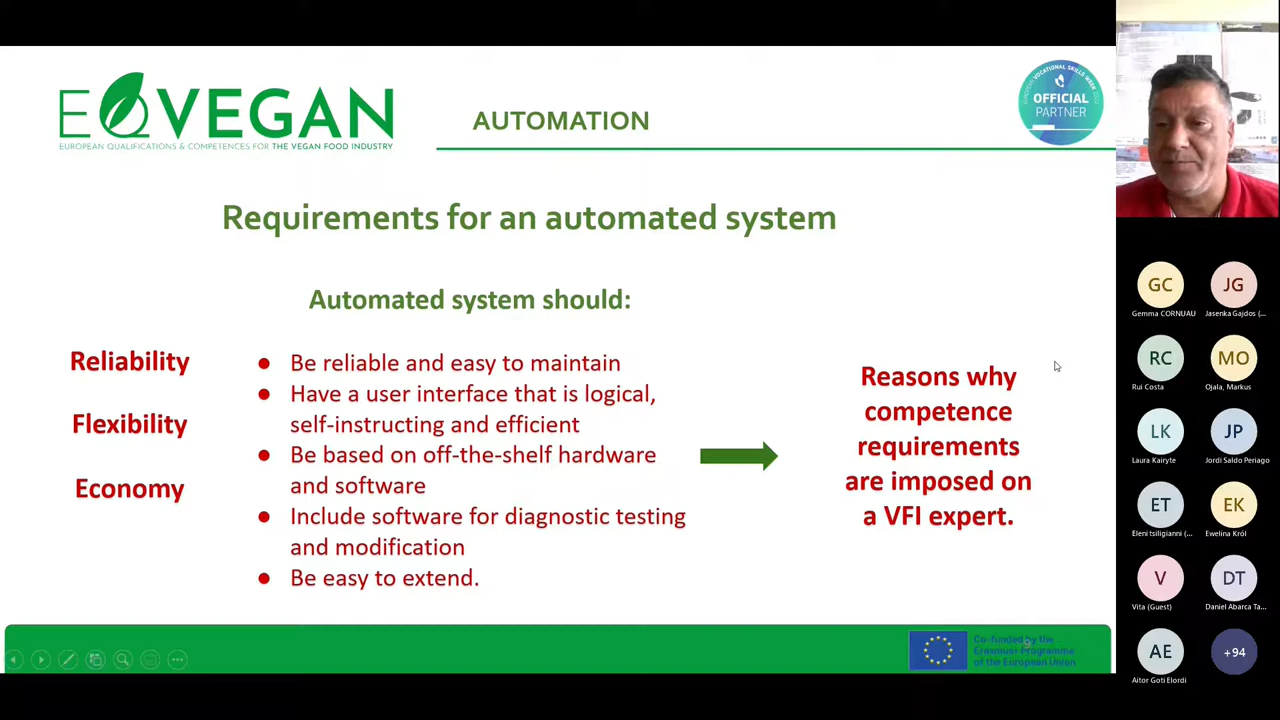 EQVEGAN
EUROPEAN QUALIFICATIONS & COMPETENCES FOR THE VEGAN FOOD INDUSTRY
AUTOMATION
EUROPEAN VOCATIONAL SKILLS WEEK
OFFICIAL
PARTNER
Requirements for an automated system
Automated system should:
Reliability
Flexibility
Economy
● Be reliable and easy to maintain
● Have a user interface that is logical,
self-instructing and efficient
● Be based on off-the-shelf hardware
and software
● Include software for diagnostic testing
and modification
● Be easy to extend.
Reasons why
competence
requirements
are imposed on
a VFI expert.
Co-funded by the
Erasmus+ Programme
of the European Union
GC
Gemma CORNUAU
JG
Jasenka Gajdos (...
RC
Rui Costa
MO
Ojala, Markus
LK
Laura Kairyte
JP
Jordi Saldo Periago
ET
Eleni tsiligianni (...
EK
Ewelina Król
V
Vita (Guest)
DT
Daniel Abarca Ta...
AE
Aitor Goti Elordi
+94